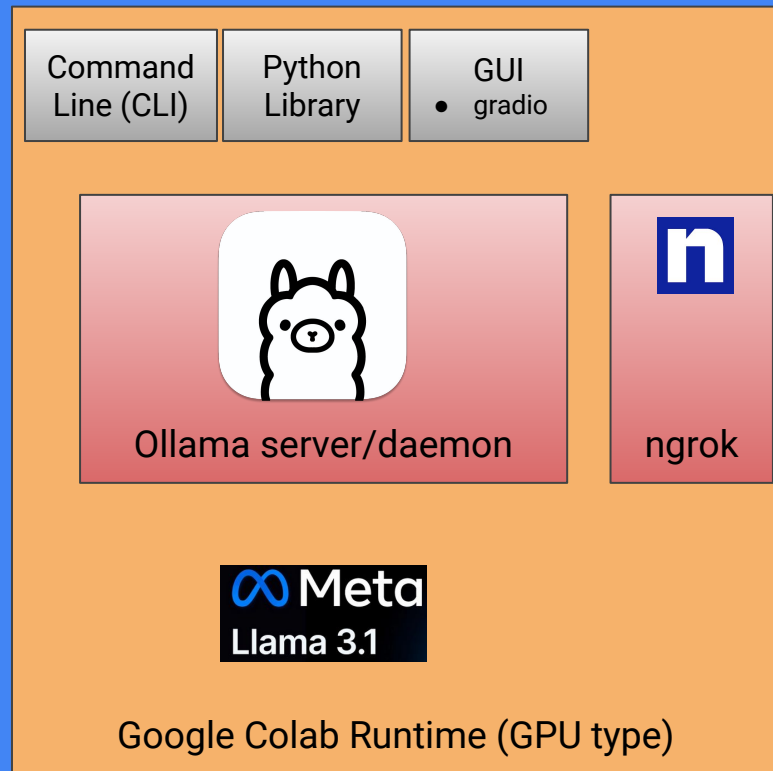 Command
Line (CLI)
Python
Library
GUI
● gradio
n
Ollama server/daemon
ngrok
Meta
Llama 3.1
Google Colab Runtime (GPU type)